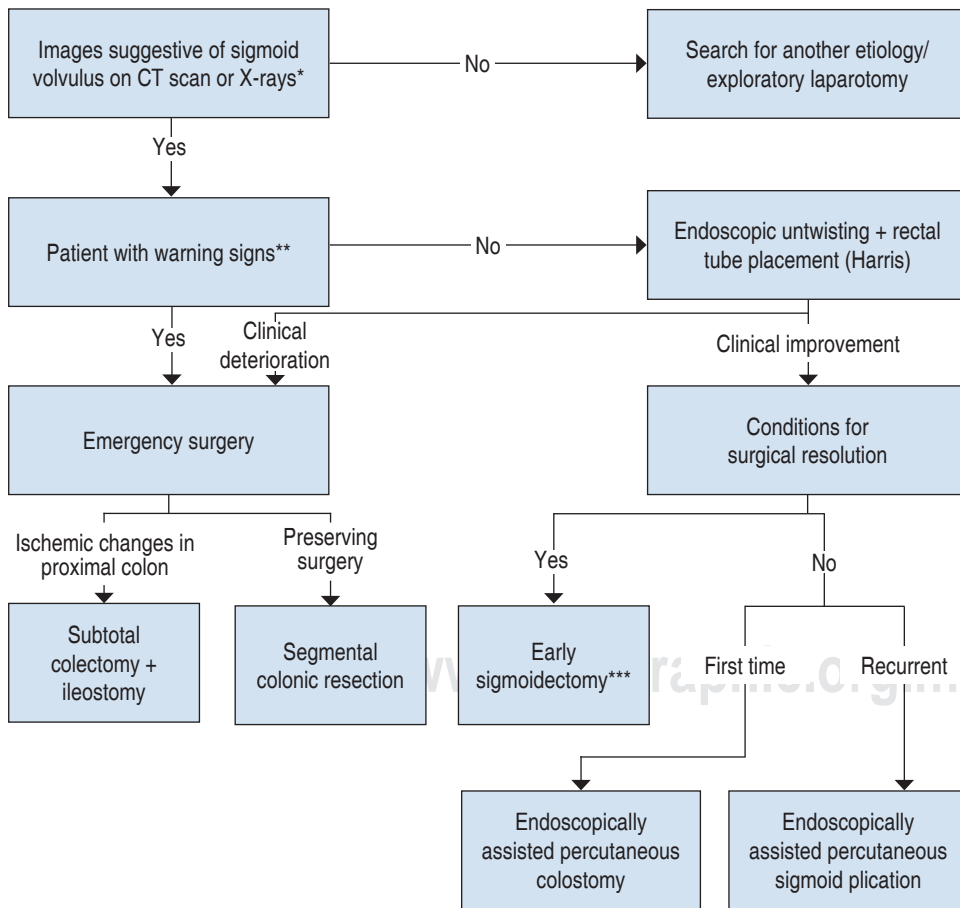 Images suggestive of sigmoid
volvulus on CT scan or X-rays*
No
Search for another etiology/
exploratory laparotomy
Yes
Patient with warning signs**
No
Endoscopic untwisting + rectal
tube placement (Harris)
Yes
Clinical
deterioration
Clinical improvement
Emergency surgery
Conditions for
surgical resolution
Ischemic changes in
proximal colon
Preserving
surgery
Yes
No
Subtotal
colectomy +
ileostomy
Segmental
colonic resection
Early
sigmoidectomy***
First time
Recurrent
Endoscopically
assisted percutaneous
colostomy
Endoscopically
assisted percutaneous
sigmoid plication